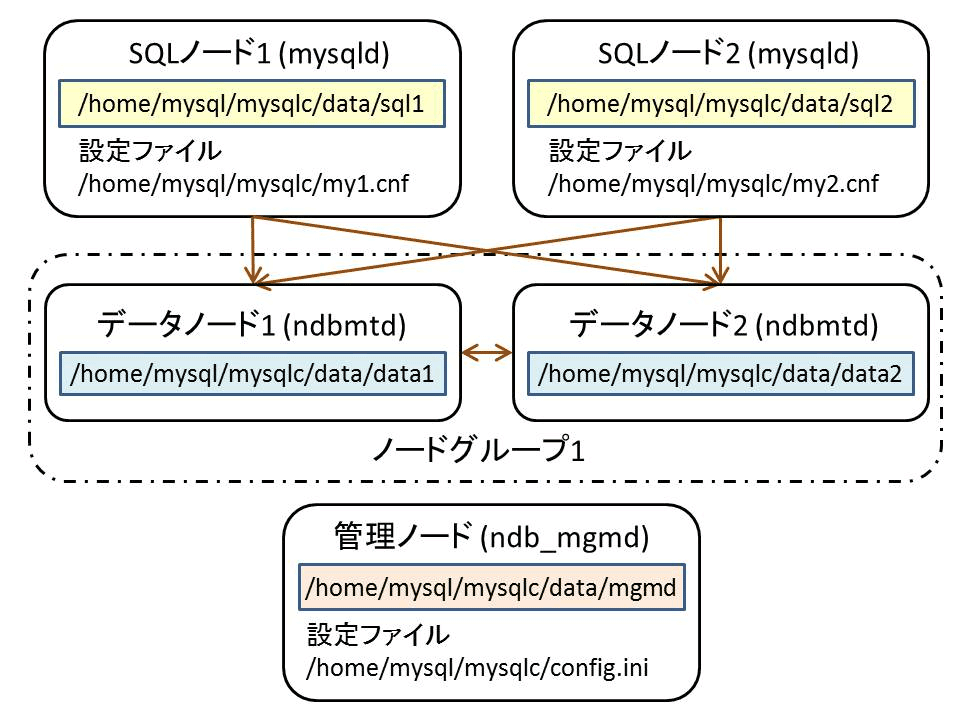 SQLノード1 (mysqld)
/home/mysql/mysqlc/data/sql1
設定ファイル
/home/mysql/mysqlc/my1.cnf
SQLノード2 (mysqld)
/home/mysql/mysqlc/data/sql2
設定ファイル
/home/mysql/mysqlc/my2.cnf
データノード1 (ndbmtd)
/home/mysql/mysqlc/data/data1
データノード2 (ndbmtd)
/home/mysql/mysqlc/data/data2
ノードグループ1
管理ノード (ndb_mgmd)
/home/mysql/mysqlc/data/mgmd
設定ファイル
/home/mysql/mysqlc/config.ini